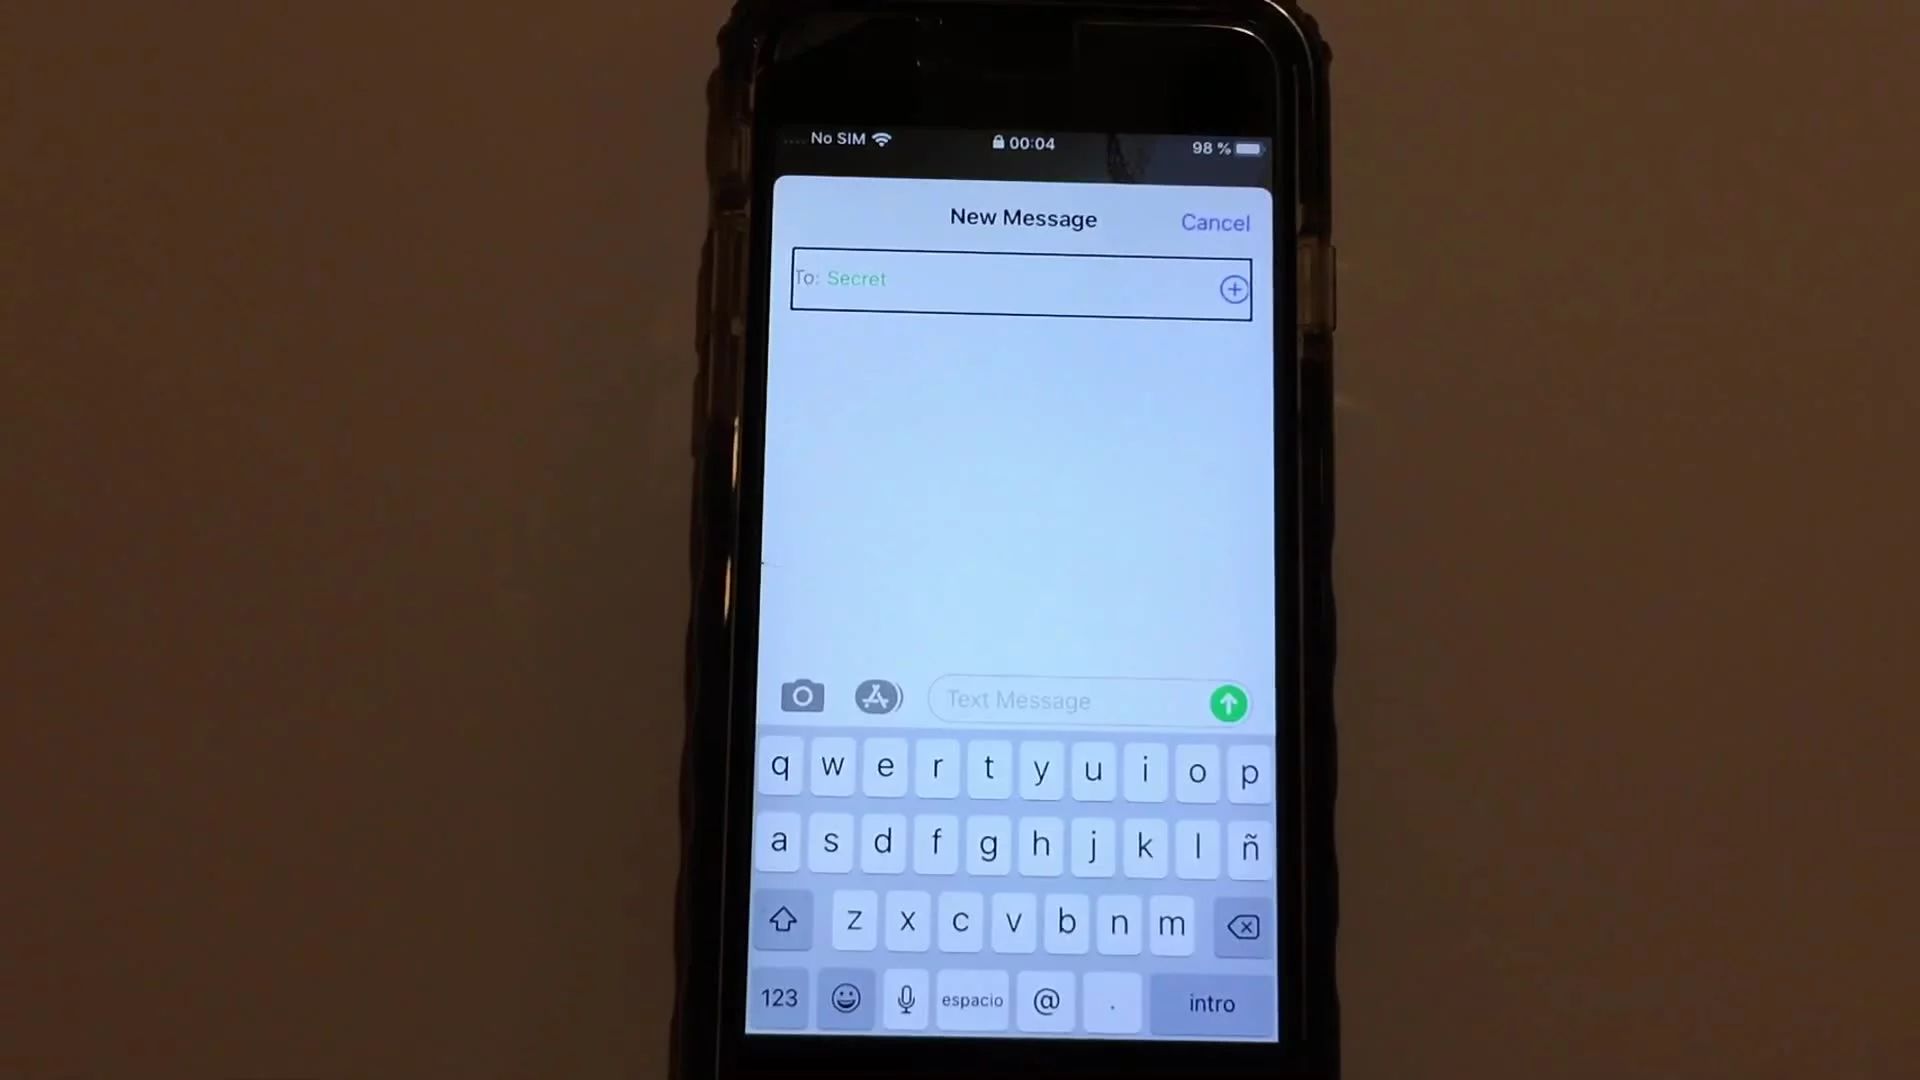 No SIM 00:04 98 %
New Message Cancel
To: Secret
Text Message
q w e r t y u i o p
a s d f g h j k l ñ
z x c v b n m
123 espacio @ . intro